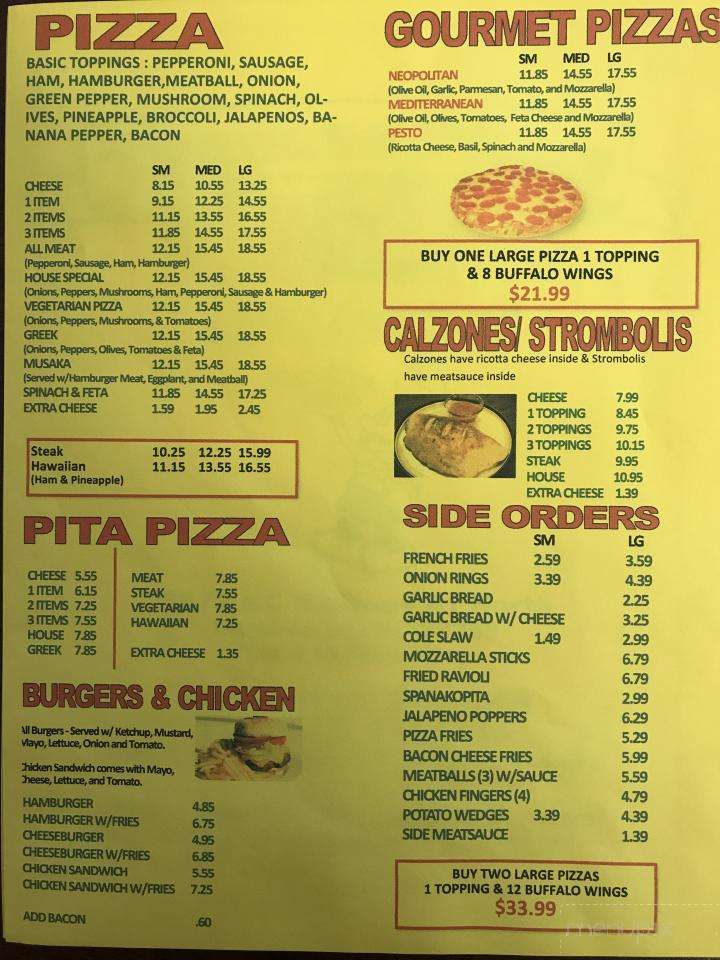 PIZZA
BASIC TOPPINGS : PEPPERONI, SAUSAGE,
HAM, HAMBURGER,MEATBALL, ONION,
GREEN PEPPER, MUSHROOM, SPINACH, OL-
IVES, PINEAPPLE, BROCCOLI, JALAPENOS, BA-
NANA PEPPER, BACON
SM MED LG
CHEESE 8.15 10.55 13.25
1 ITEM 9.15 12.25 14.55
2 ITEMS 11.15 13.55 16.55
3 ITEMS 11.85 14.55 17.55
ALL MEAT 12.15 15.45 18.55
(Pepperoni, Sausage, Ham, Hamburger)
HOUSE SPECIAL 12.15 15.45 18.55
(Onions, Peppers, Mushrooms, Ham, Pepperoni, Sausage & Hamburger)
VEGETARIAN PIZZA 12.15 15.45 18.55
(Onions, Peppers, Mushrooms, & Tomatoes)
GREEK 12.15 15.45 18.55
(Onions, Peppers, Olives, Tomatoes & Feta)
MUSAKA 12.15 15.45 18.55
(Served w/Hamburger Meat, Eggplant, and Meatball)
SPINACH & FETA 11.85 14.55 17.25
EXTRA CHEESE 1.59 1.95 2.45
Steak 10.25 12.25 15.99
Hawaiian 11.15 13.55 16.55
(Ham & Pineapple)
PITA PIZZA
CHEESE 5.55
1 ITEM 6.15
2 ITEMS 7.25
3 ITEMS 7.55
HOUSE 7.85
GREEK 7.85
MEAT 7.85
STEAK 7.55
VEGETARIAN 7.85
HAWAIIAN 7.25
EXTRA CHEESE 1.35
BURGERS & CHICKEN
All Burgers - Served w/ Ketchup, Mustard,
Mayo, Lettuce, Onion and Tomato.
Chicken Sandwich comes with Mayo,
Cheese, Lettuce, and Tomato.
HAMBURGER 4.85
HAMBURGER W/FRIES 6.75
CHEESEBURGER 4.95
CHEESEBURGER W/FRIES 6.85
CHICKEN SANDWICH 5.55
CHICKEN SANDWICH W/FRIES 7.25
ADD BACON .60
GOURMET PIZZAS
SM MED LG
NEOPOLITAN 11.85 14.55 17.55
(Olive Oil, Garlic, Parmesan, Tomato, and Mozzarella)
MEDITERRANEAN 11.85 14.55 17.55
(Olive Oil, Olives, Tomatoes, Feta Cheese and Mozzarella)
PESTO 11.85 14.55 17.55
(Ricotta Cheese, Basil, Spinach and Mozzarella)
BUY ONE LARGE PIZZA 1 TOPPING
& 8 BUFFALO WINGS
$21.99
CALZONES/ STROMBOLIS
Calzones have ricotta cheese inside & Strombolis
have meatsauce inside
CHEESE 7.99
1 TOPPING 8.45
2 TOPPINGS 9.75
3 TOPPINGS 10.15
STEAK 9.95
HOUSE 10.95
EXTRA CHEESE 1.39
SIDE ORDERS
SM LG
FRENCH FRIES 2.59 3.59
ONION RINGS 3.39 4.39
GARLIC BREAD 2.25
GARLIC BREAD W/ CHEESE 3.25
COLE SLAW 1.49 2.99
MOZZARELLA STICKS 6.79
FRIED RAVIOLI 6.79
SPANAKOPITA 2.99
JALAPENO POPPERS 6.29
PIZZA FRIES 5.29
BACON CHEESE FRIES 5.99
MEATBALLS (3) W/SAUCE 5.59
CHICKEN FINGERS (4) 4.79
POTATO WEDGES 3.39 4.39
SIDE MEATSAUCE 1.39
BUY TWO LARGE PIZZAS
1 TOPPING & 12 BUFFALO WINGS
$33.99